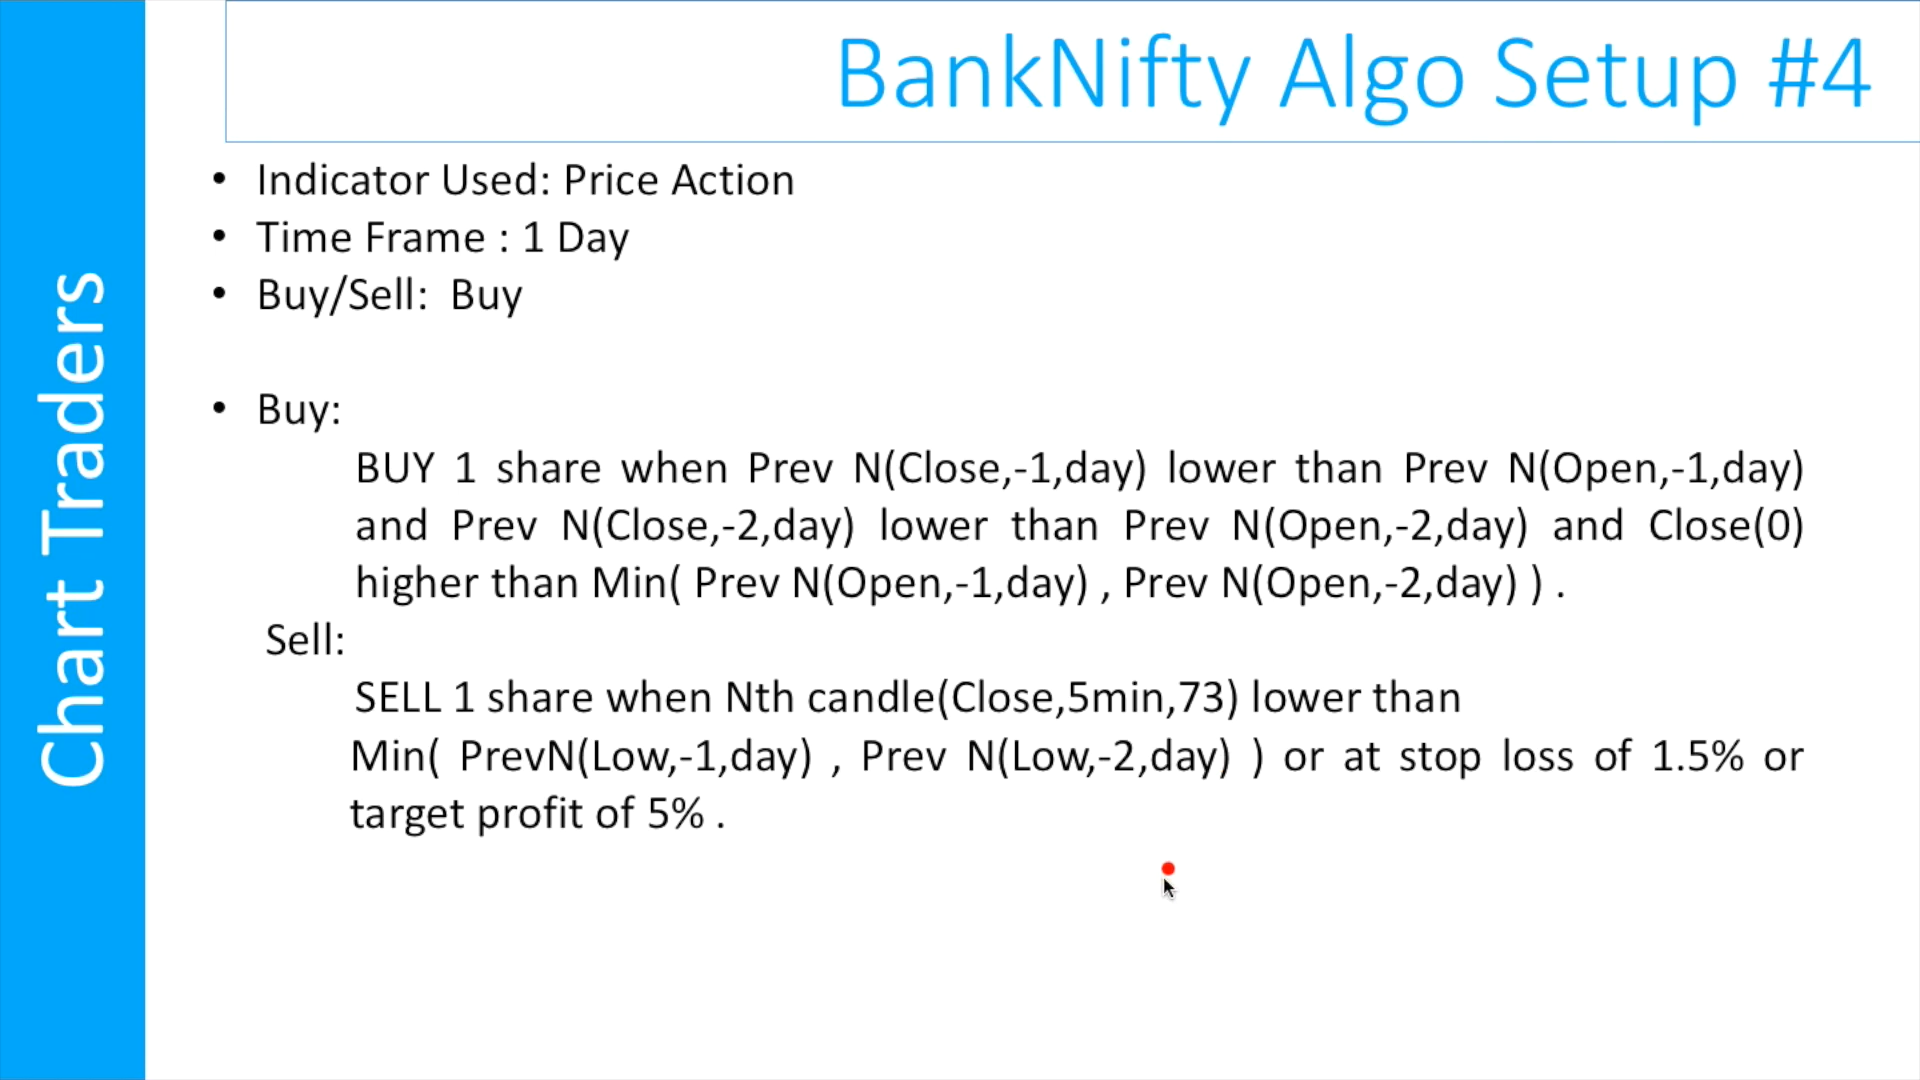 BankNifty Algo Setup #4
Chart Traders
• Indicator Used: Price Action
• Time Frame : 1 Day
• Buy/Sell: Buy
• Buy:
BUY 1 share when Prev N(Close,-1,day) lower than Prev N(Open,-1,day)
and Prev N(Close,-2,day) lower than Prev N(Open,-2,day) and Close(0)
higher than Min( Prev N(Open,-1,day) , Prev N(Open,-2,day) ) .
Sell:
SELL 1 share when Nth candle(Close,5min,73) lower than
Min( PrevN(Low,-1,day) , Prev N(Low,-2,day) ) or at stop loss of 1.5% or
target profit of 5% .